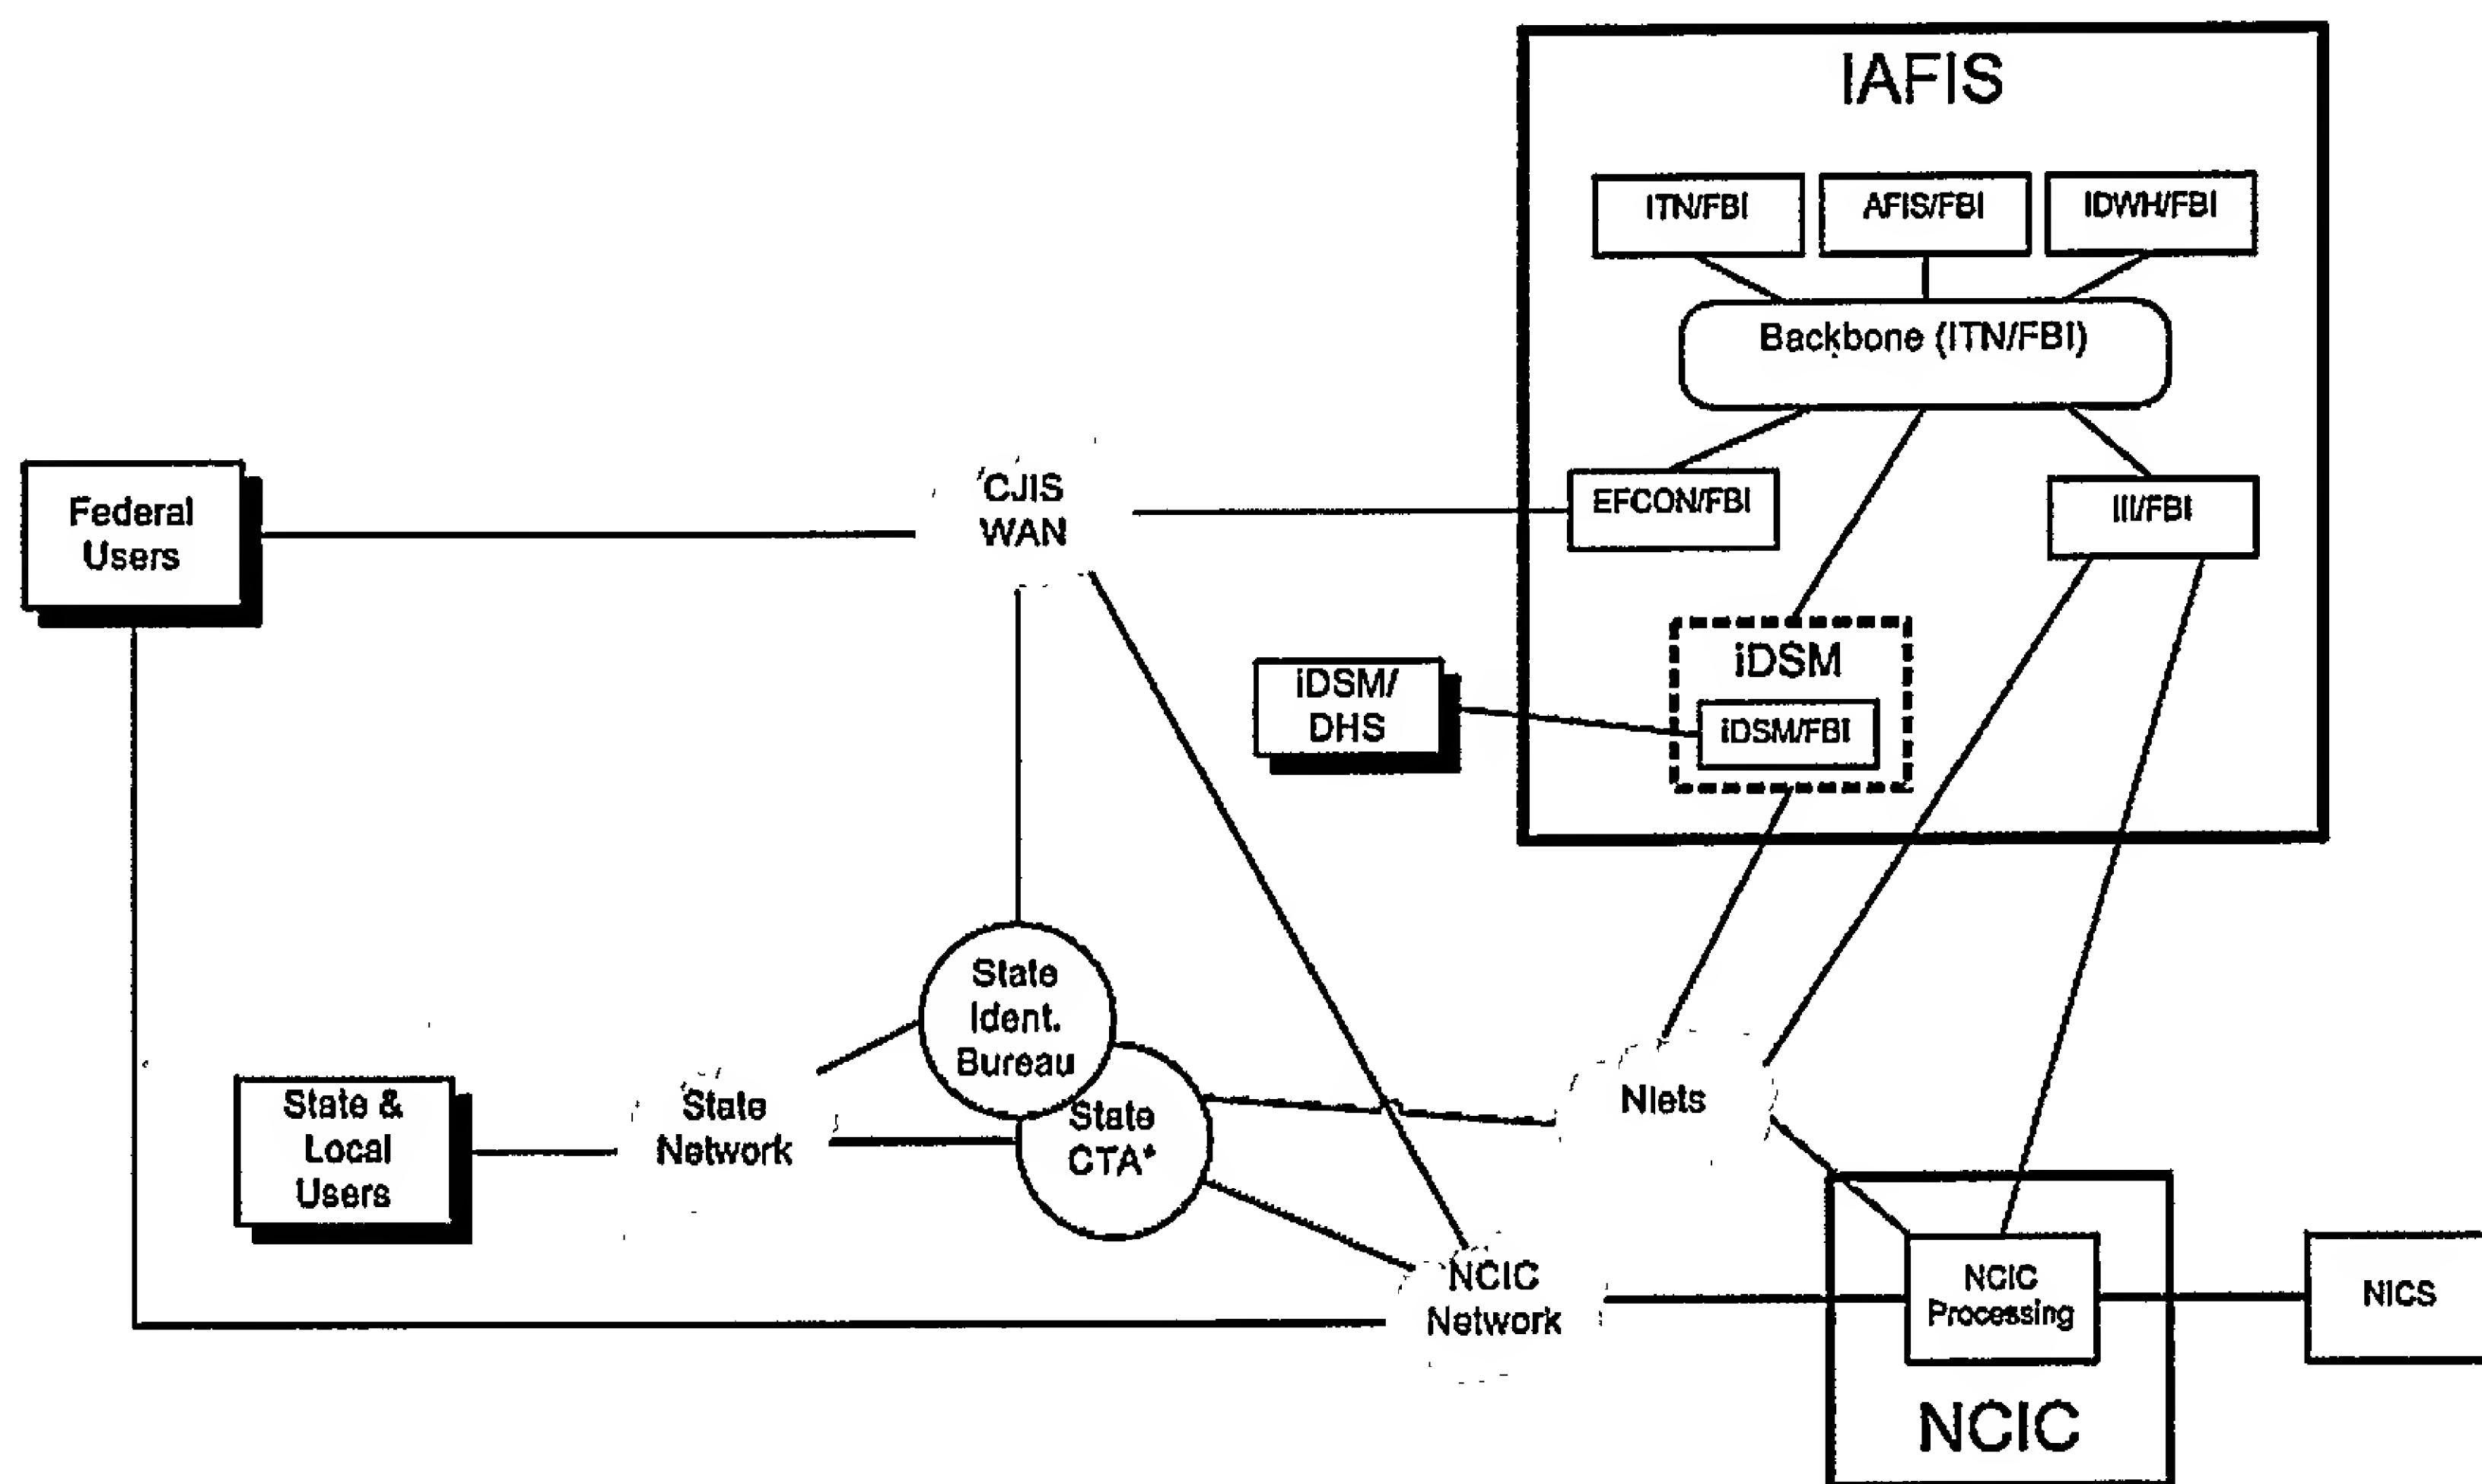 IAFIS
ITN/FBI
AFIS/FBI
IDWH/FBI
Backbone (ITN/FBI)
EFCON/FBI
III/FBI
CJIS
WAN
Federal
Users
iDSM
iDSM/FBI
iDSM/
DHS
State
Ident.
Bureau
State &
Local
Users
State
Network
State
CTA*
Nlets
NCIC
Network
NCIC
Processing
NICS
NCIC